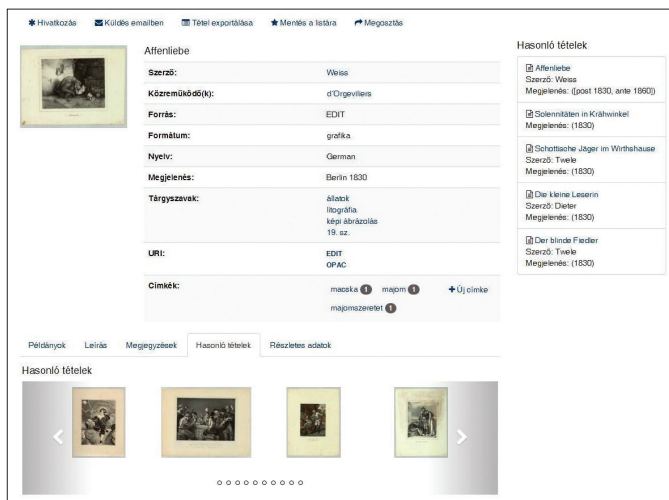 Hivatkozás Küldés emailben Tétel exportálása Mentés a listára Megosztás
Affenliebe
Szerző: Weiss
Közreműködő(k): d'Orgeviliers
Forrás: EDIT
Formátum: grafika
Nyelv: German
Megjelenés: Berlin 1830
Tárgyszavak: állatok
litográfia
képi ábrázolás
19. sz.
URI: EDIT
OPAC
Címkék: macska 1 majom 1 + Új címke
majomszeretet 1
Példányok Leírás Megjegyzések Hasonló tételek Részletes adatok
Hasonló tételek
Hasonló tételek
Affenliebe
Szerző: Weiss
Megjelenés: ([post 1830, ante 1860])
Solennitäten in Krähwinkel
Megjelenés: (1830)
Schottische Jäger im Wirthshause
Szerző: Twele
Megjelenés: (1830)
Die kleine Leserin
Szerző: Dieter
Megjelenés: (1830)
Der blinde Fiedler
Szerző: Twele
Megjelenés: (1830)